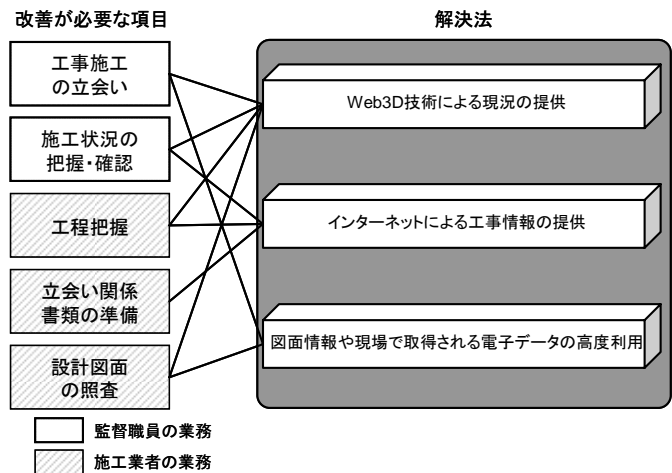 改善が必要な項目
解決法
工事施工
の立会い
施工状況の
把握・確認
工程把握
立会い関係
書類の準備
設計図面
の照査
Web3D技術による現況の提供
インターネットによる工事情報の提供
図面情報や現場で取得される電子データの高度利用
監督職員の業務
施工業者の業務